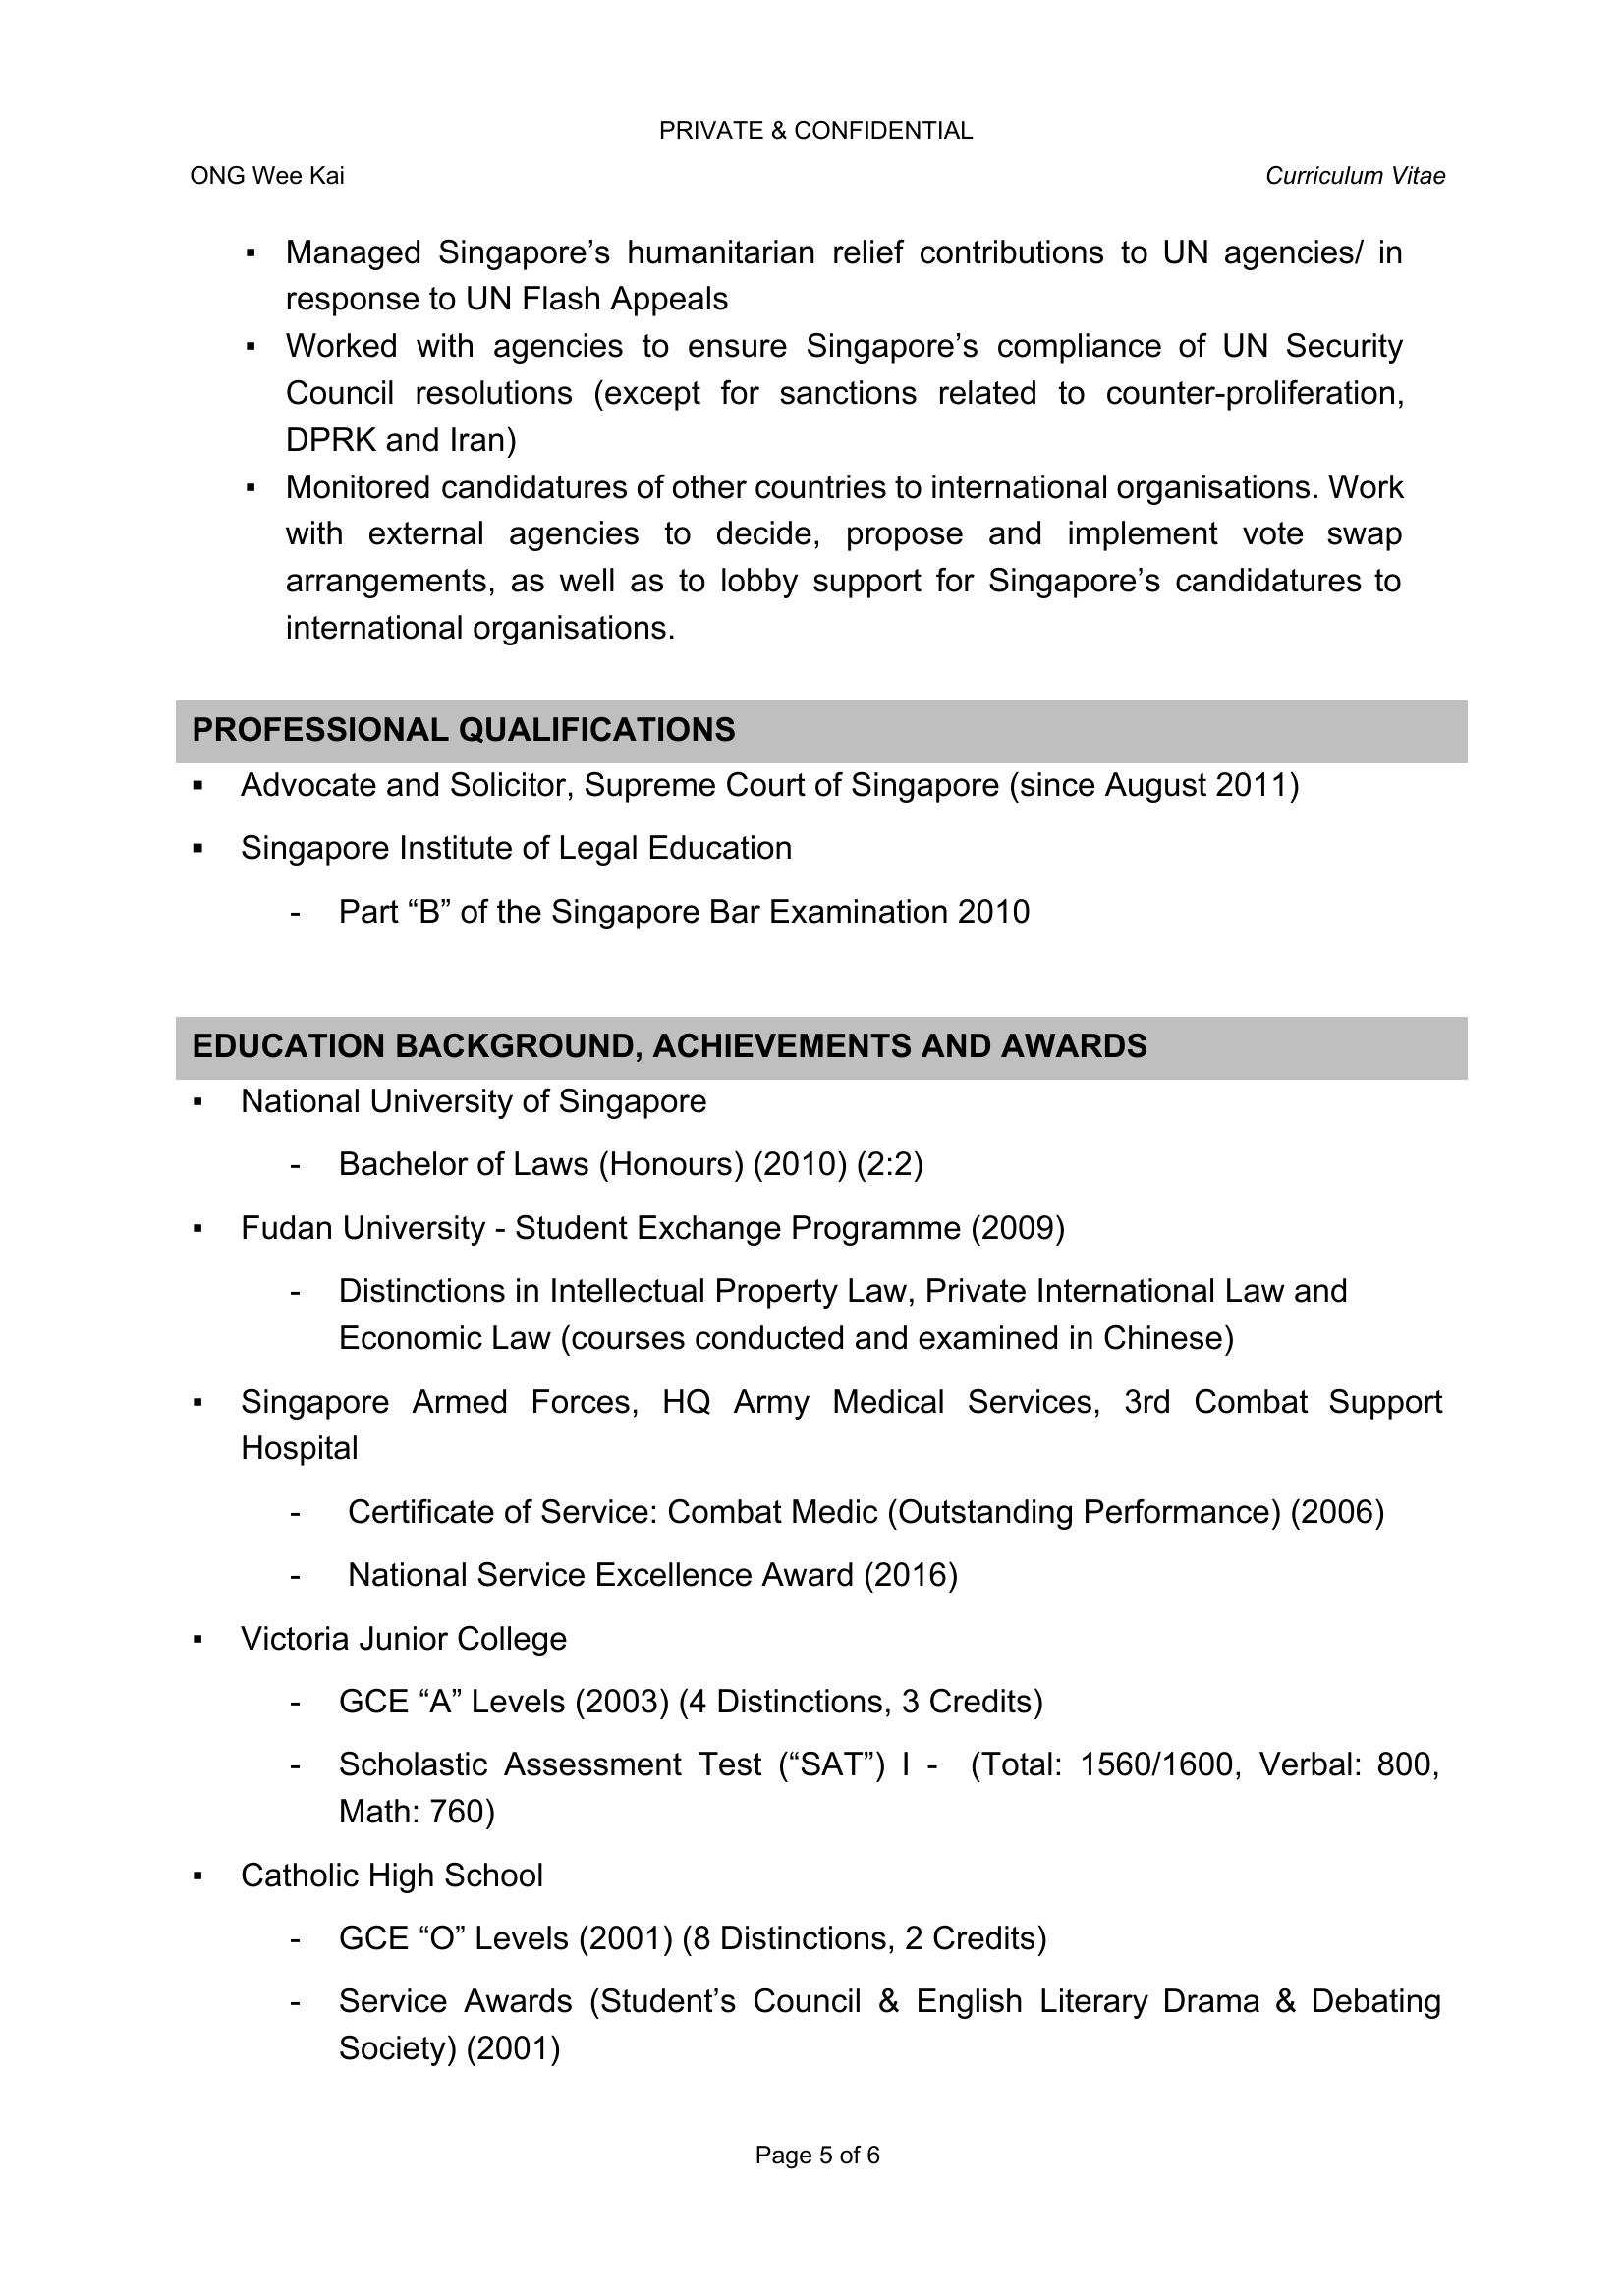 PRIVATE & CONFIDENTIAL
ONG Wee Kai Curriculum Vitae
▪ Managed Singapore’s humanitarian relief contributions to UN agencies/ in
response to UN Flash Appeals
▪ Worked with agencies to ensure Singapore’s compliance of UN Security
Council resolutions (except for sanctions related to counter-proliferation,
DPRK and Iran)
▪ Monitored candidatures of other countries to international organisations. Work
with external agencies to decide, propose and implement vote swap
arrangements, as well as to lobby support for Singapore’s candidatures to
international organisations.
PROFESSIONAL QUALIFICATIONS
▪ Advocate and Solicitor, Supreme Court of Singapore (since August 2011)
▪ Singapore Institute of Legal Education
- Part “B” of the Singapore Bar Examination 2010
EDUCATION BACKGROUND, ACHIEVEMENTS AND AWARDS
▪ National University of Singapore
- Bachelor of Laws (Honours) (2010) (2:2)
▪ Fudan University - Student Exchange Programme (2009)
- Distinctions in Intellectual Property Law, Private International Law and
Economic Law (courses conducted and examined in Chinese)
▪ Singapore Armed Forces, HQ Army Medical Services, 3rd Combat Support
Hospital
- Certificate of Service: Combat Medic (Outstanding Performance) (2006)
- National Service Excellence Award (2016)
▪ Victoria Junior College
- GCE “A” Levels (2003) (4 Distinctions, 3 Credits)
- Scholastic Assessment Test (“SAT”) I - (Total: 1560/1600, Verbal: 800,
Math: 760)
▪ Catholic High School
- GCE “O” Levels (2001) (8 Distinctions, 2 Credits)
- Service Awards (Student’s Council & English Literary Drama & Debating
Society) (2001)
Page 5 of 6